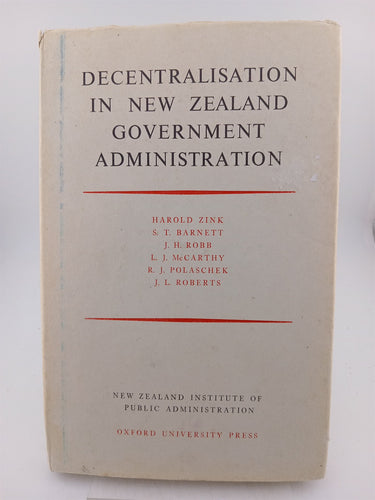 DECENTRALISATION
IN NEW ZEALAND
GOVERNMENT
ADMINISTRATION
HAROLD ZINK
S. T. BARNETT
J. H. ROBB
L. J. McCARTHY
R. J. POLASCHEK
J. L. ROBERTS
NEW ZEALAND INSTITUTE OF
PUBLIC ADMINISTRATION
OXFORD UNIVERSITY PRESS